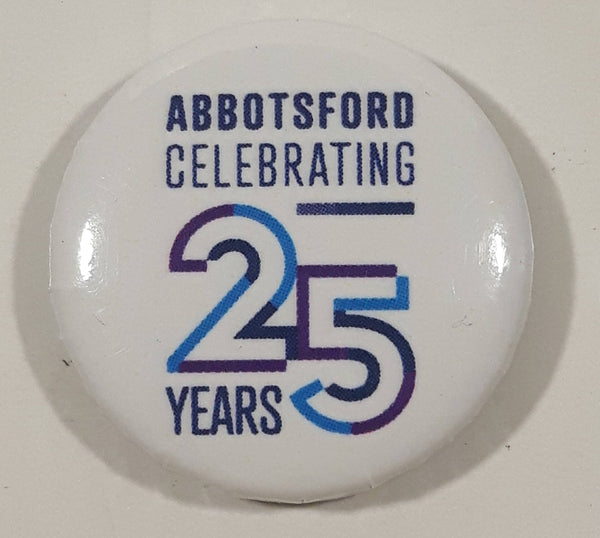 ABBOTSFORD
CELEBRATING
25
YEARS